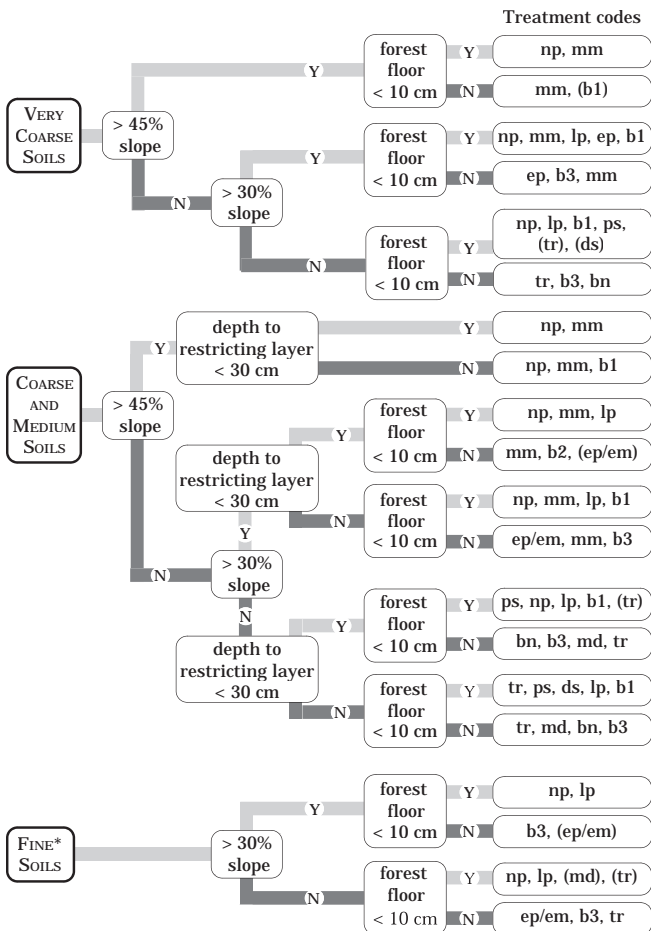 Treatment codes
forest
floor
< 10 cm
Y
np, mm
N
mm, (b1)
Y
VERY
COARSE
SOILS
> 45%
slope
N
> 30%
slope
Y
forest
floor
< 10 cm
Y
np, mm, lp, ep, b1
N
ep, b3, mm
N
forest
floor
< 10 cm
Y
np, lp, b1, ps,
(tr), (ds)
N
tr, b3, bn
COARSE
AND
MEDIUM
SOILS
> 45%
slope
Y
depth to
restricting layer
< 30 cm
Y
np, mm
N
np, mm, b1
N
> 30%
slope
Y
depth to
restricting layer
< 30 cm
Y
forest
floor
< 10 cm
Y
np, mm, lp
N
mm, b2, (ep/em)
N
forest
floor
< 10 cm
Y
np, mm, lp, b1
N
ep/em, mm, b3
N
depth to
restricting layer
< 30 cm
Y
forest
floor
< 10 cm
Y
ps, np, lp, b1, (tr)
N
bn, b3, md, tr
N
forest
floor
< 10 cm
Y
tr, ps, ds, lp, b1
N
tr, md, bn, b3
FINE*
SOILS
> 30%
slope
Y
forest
floor
< 10 cm
Y
np, lp
N
b3, (ep/em)
N
forest
floor
< 10 cm
Y
np, lp, (md), (tr)
N
ep/em, b3, tr